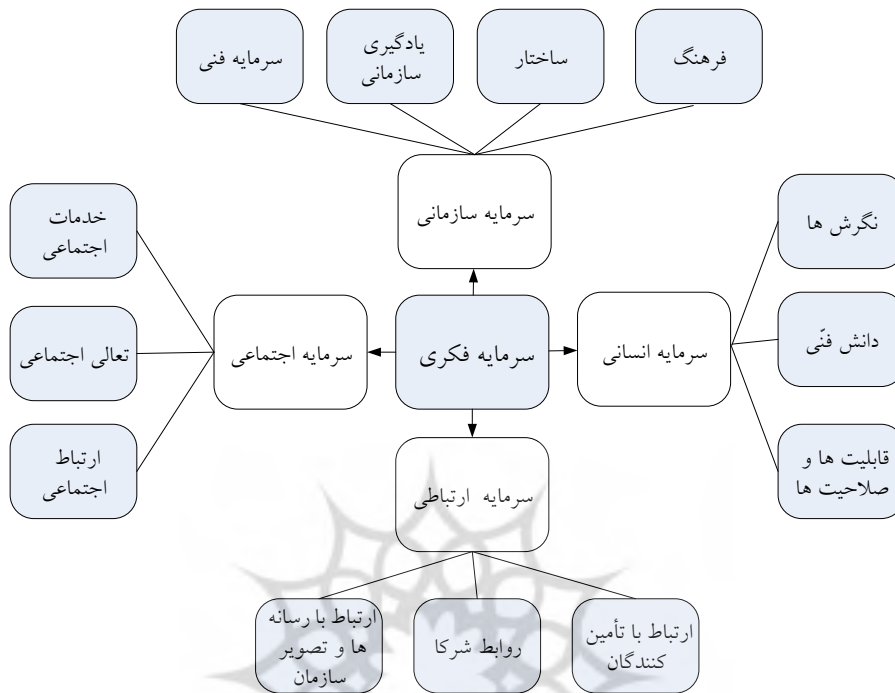 فرهنگ
ساختار
یادگیری
سازمانی
سرمایه فنی
سرمایه سازمانی
نگرش ها
دانش فنّی
قابلیت ها و
صلاحیت ها
سرمایه انسانی
سرمایه فکری
سرمایه اجتماعی
خدمات
اجتماعی
تعالی اجتماعی
ارتباط
اجتماعی
سرمایه ارتباطی
ارتباط با تأمین
کنندگان
روابط شرکا
ارتباط با رسانه
ها و تصویر
سازمان